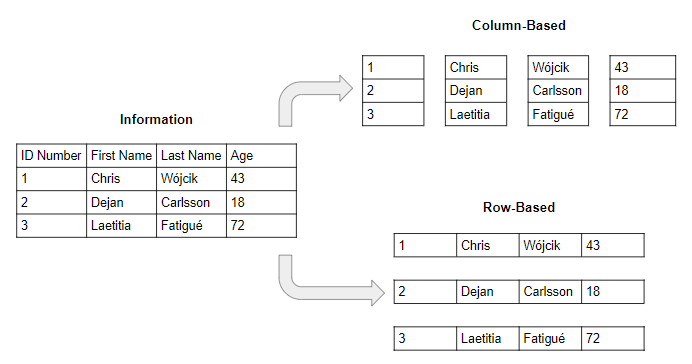 Column-Based
1 Chris Wójcik 43
2 Dejan Carlsson 18
3 Laetitia Fatigué 72
Information
ID Number First Name Last Name Age
1 Chris Wójcik 43
2 Dejan Carlsson 18
3 Laetitia Fatigué 72
Row-Based
1 Chris Wójcik 43
2 Dejan Carlsson 18
3 Laetitia Fatigué 72